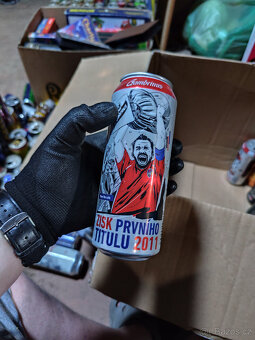 Gambrinus
ZISK PRVNÍHO
TITULU 2011